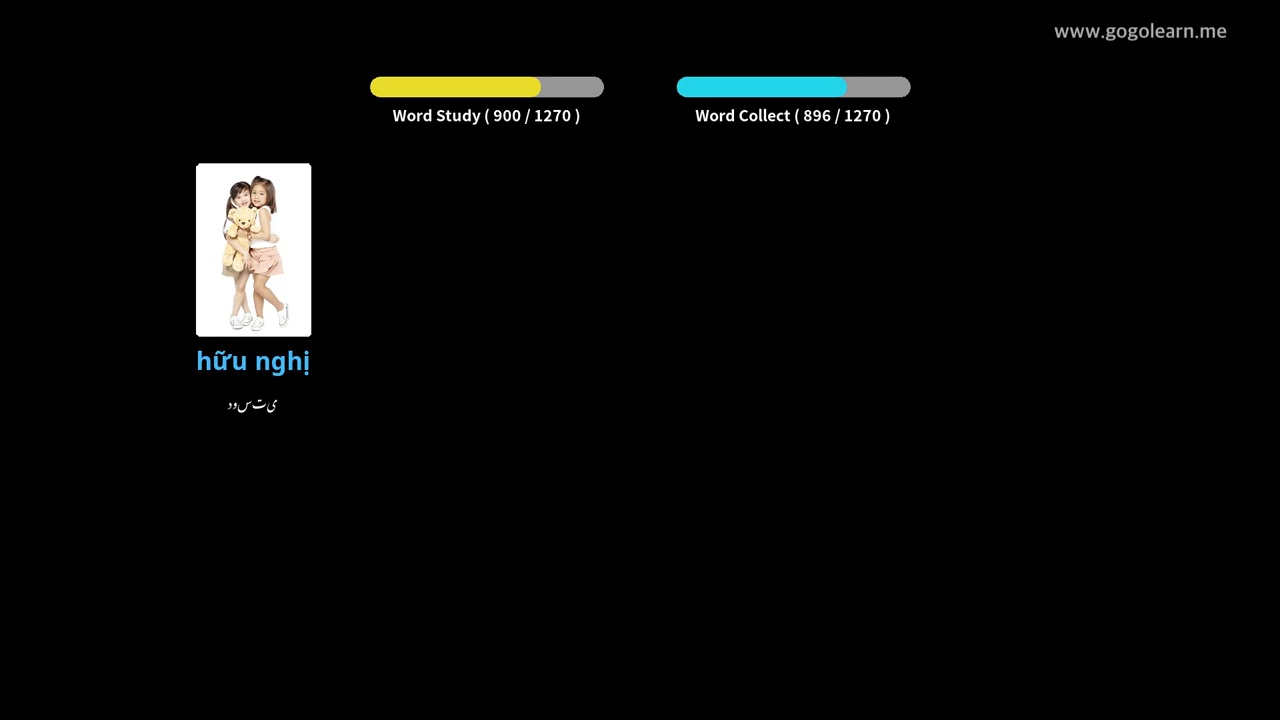 www.gogolearn.me
Word Study ( 900 / 1270 )
Word Collect ( 896 / 1270 )
hữu nghị
دوستی